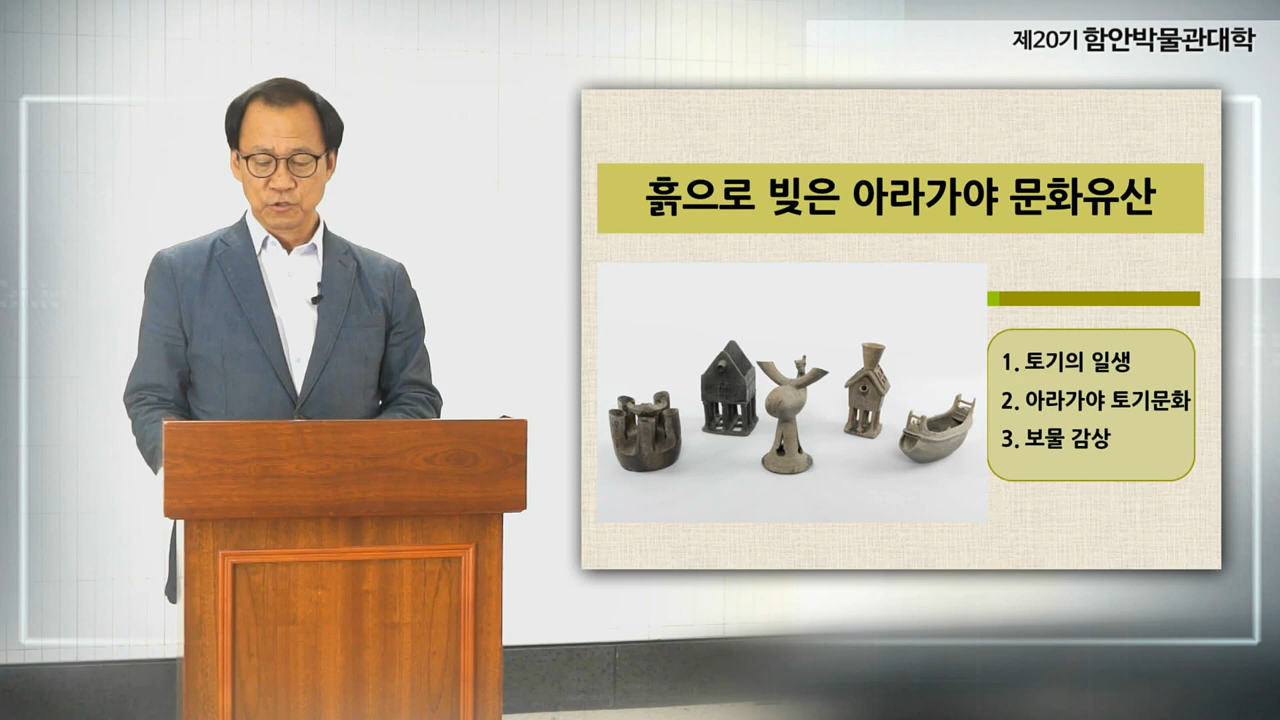 제20기 함안박물관대학
흙으로 빚은 아라가야 문화유산
1. 토기의 일생
2. 아라가야 토기문화
3. 보물 감상